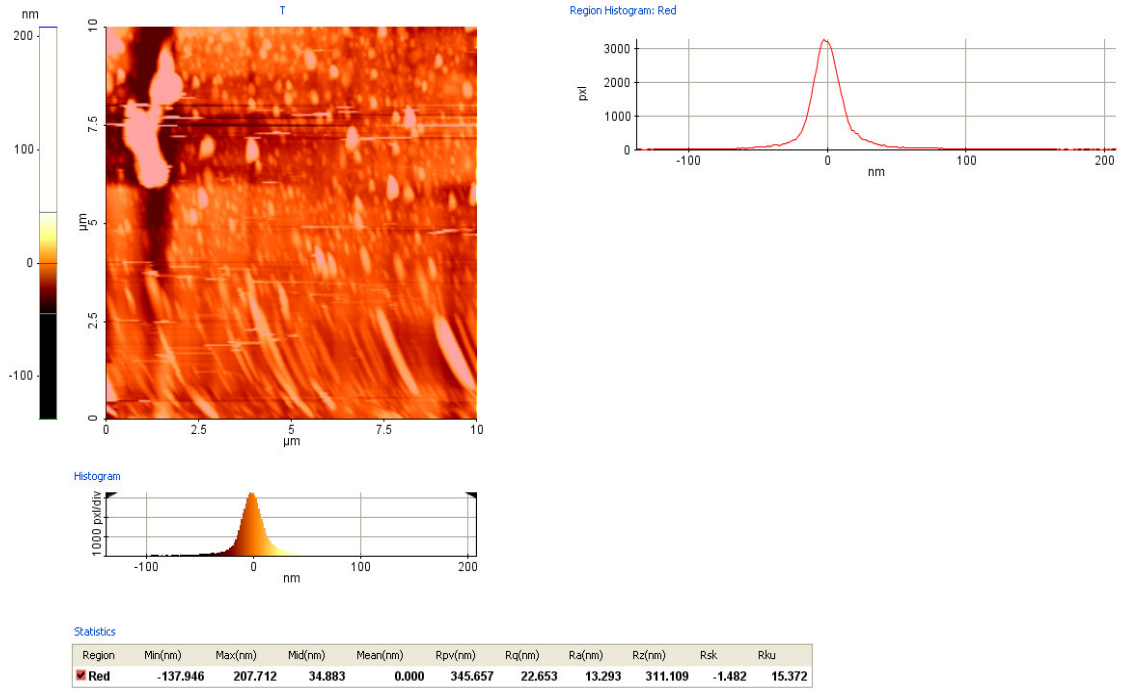 T
nm
200
100
0
-100
10
7.5
µm
5
2.5
0
0 2.5 5 7.5 10
µm
Region Histogram: Red
3000
2000
pxl
1000
0
-100 0 100 200
nm
Histogram
1000 pxl/div
-100 0 100 200
nm
Statistics
Region Min(nm) Max(nm) Mid(nm) Mean(nm) Rpv(nm) Rq(nm) Ra(nm) Rz(nm) Rsk Rku
Red -137.946 207.712 34.883 0.000 345.657 22.653 13.293 311.109 -1.482 15.372